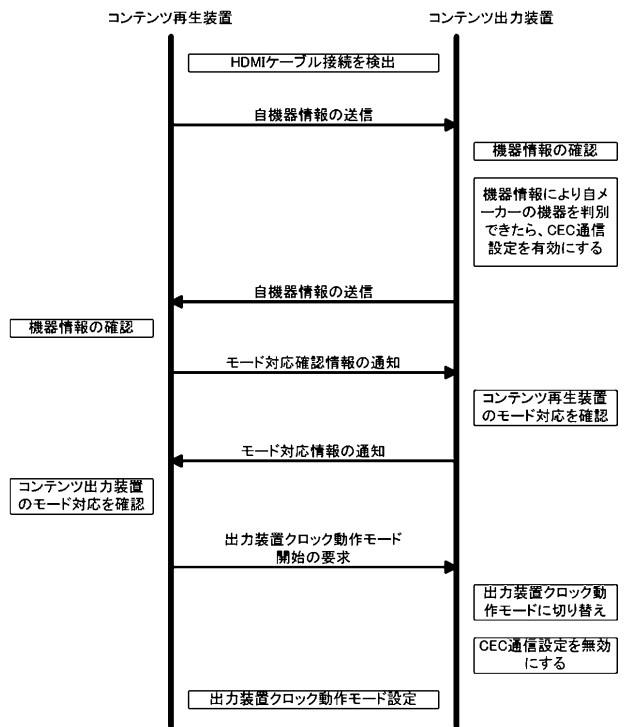 コンテンツ再生装置
コンテンツ出力装置
HDMIケーブル接続を検出
自機器情報の送信
機器情報の確認
機器情報により自メ
ーカーの機器を判別
できたら、CEC通信
設定を有効にする
自機器情報の送信
機器情報の確認
モード対応確認情報の通知
コンテンツ再生装置
のモード対応を確認
モード対応情報の通知
コンテンツ出力装置
のモード対応を確認
出力装置クロック動作モード
開始の要求
出力装置クロック動
作モードに切り替え
CEC通信設定を無効
にする
出力装置クロック動作モード設定